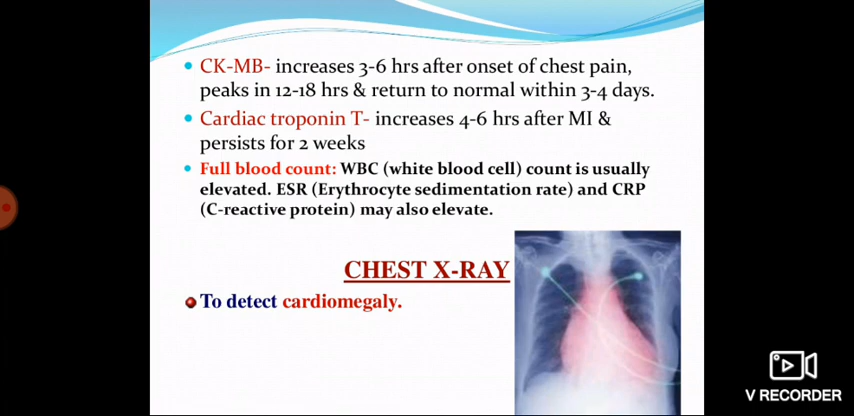 CK-MB- increases 3-6 hrs after onset of chest pain,
peaks in 12-18 hrs & return to normal within 3-4 days.
Cardiac troponin T- increases 4-6 hrs after MI &
persists for 2 weeks
Full blood count: WBC (white blood cell) count is usually
elevated. ESR (Erythrocyte sedimentation rate) and CRP
(C-reactive protein) may also elevate.
CHEST X-RAY
To detect cardiomegaly.
V RECORDER